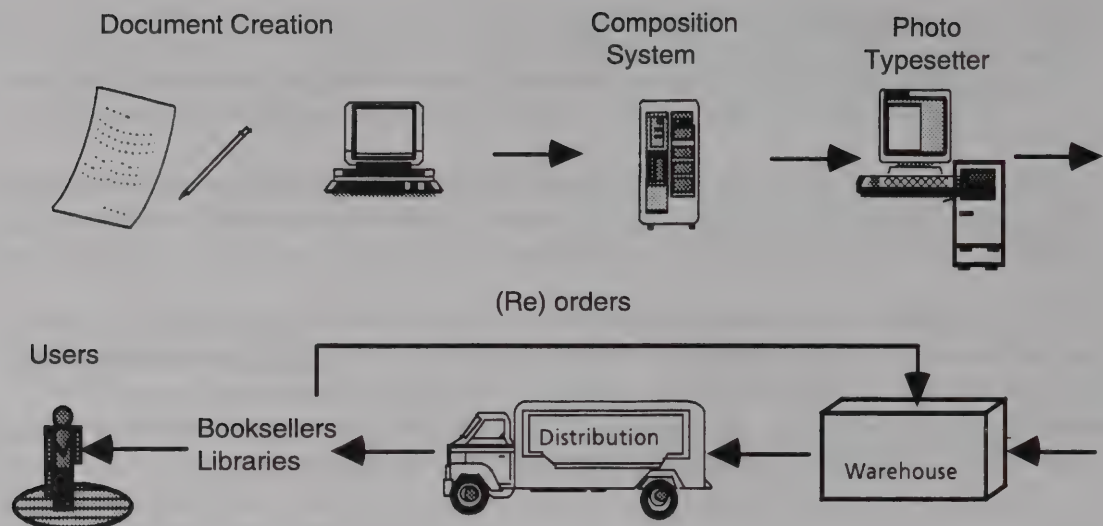 Document Creation
Composition
System
Photo
Typesetter
(Re) orders
Users
Booksellers
Libraries
Distribution
Warehouse